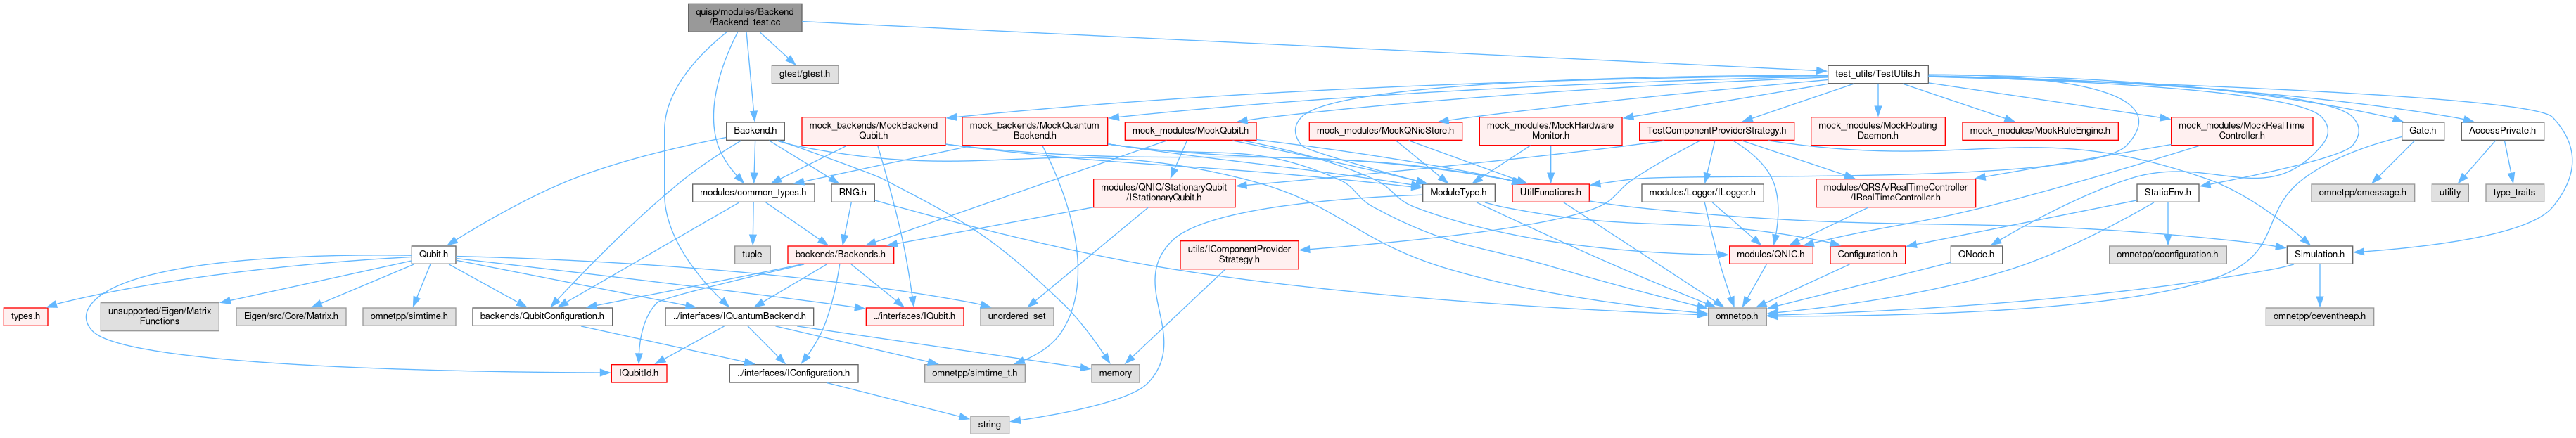 quisp/modules/Backend
/Backend_test.cc
gtest/gtest.h
test_utils/TestUtils.h
Backend.h
mock_backends/MockBackend
Qubit.h
mock_backends/MockQuantum
Backend.h
mock_modules/MockQubit.h
mock_modules/MockQNicStore.h
mock_modules/MockHardware
Monitor.h
TestComponentProviderStrategy.h
mock_modules/MockRouting
Daemon.h
mock_modules/MockRuleEngine.h
mock_modules/MockRealTime
Controller.h
Gate.h
AccessPrivate.h
modules/common_types.h
RNG.h
modules/QNIC/StationaryQubit
/IStationaryQubit.h
ModuleType.h
UtilFunctions.h
modules/Logger/ILogger.h
modules/QRSA/RealTimeController
/IRealTimeController.h
StaticEnv.h
omnetpp/cmessage.h
utility
type_traits
Qubit.h
tuple
backends/Backends.h
utils/IComponentProvider
Strategy.h
modules/QNIC.h
Configuration.h
QNode.h
omnetpp/cconfiguration.h
Simulation.h
types.h
unsupported/Eigen/Matrix
Functions
Eigen/src/Core/Matrix.h
omnetpp/simtime.h
backends/QubitConfiguration.h
../interfaces/IQuantumBackend.h
../interfaces/IQubit.h
unordered_set
omnetpp.h
omnetpp/ceventheap.h
IQubitId.h
../interfaces/IConfiguration.h
omnetpp/simtime_t.h
memory
string